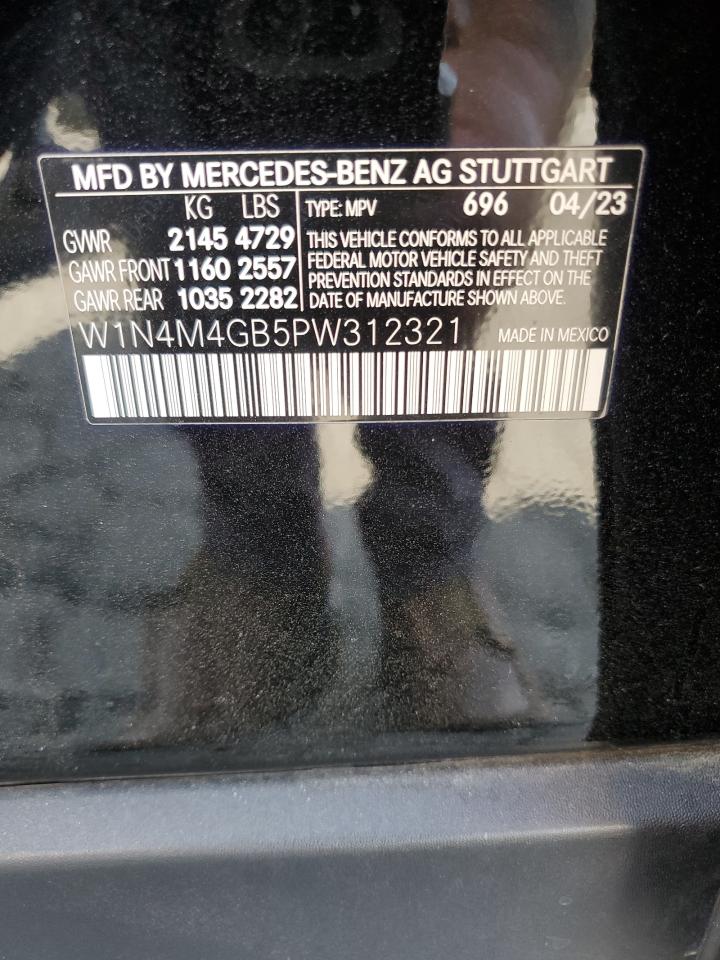 MFD BY MERCEDES-BENZ AG STUTTGART
KG LBS TYPE: MPV 696 04/23
GVWR 2145 4729 THIS VEHICLE CONFORMS TO ALL APPLICABLE
FEDERAL MOTOR VEHICLE SAFETY AND THEFT
GAWR FRONT 1160 2557 PREVENTION STANDARDS IN EFFECT ON THE
GAWR REAR 1035 2282 DATE OF MANUFACTURE SHOWN ABOVE.
W1N4M4GB5PW312321 MADE IN MEXICO